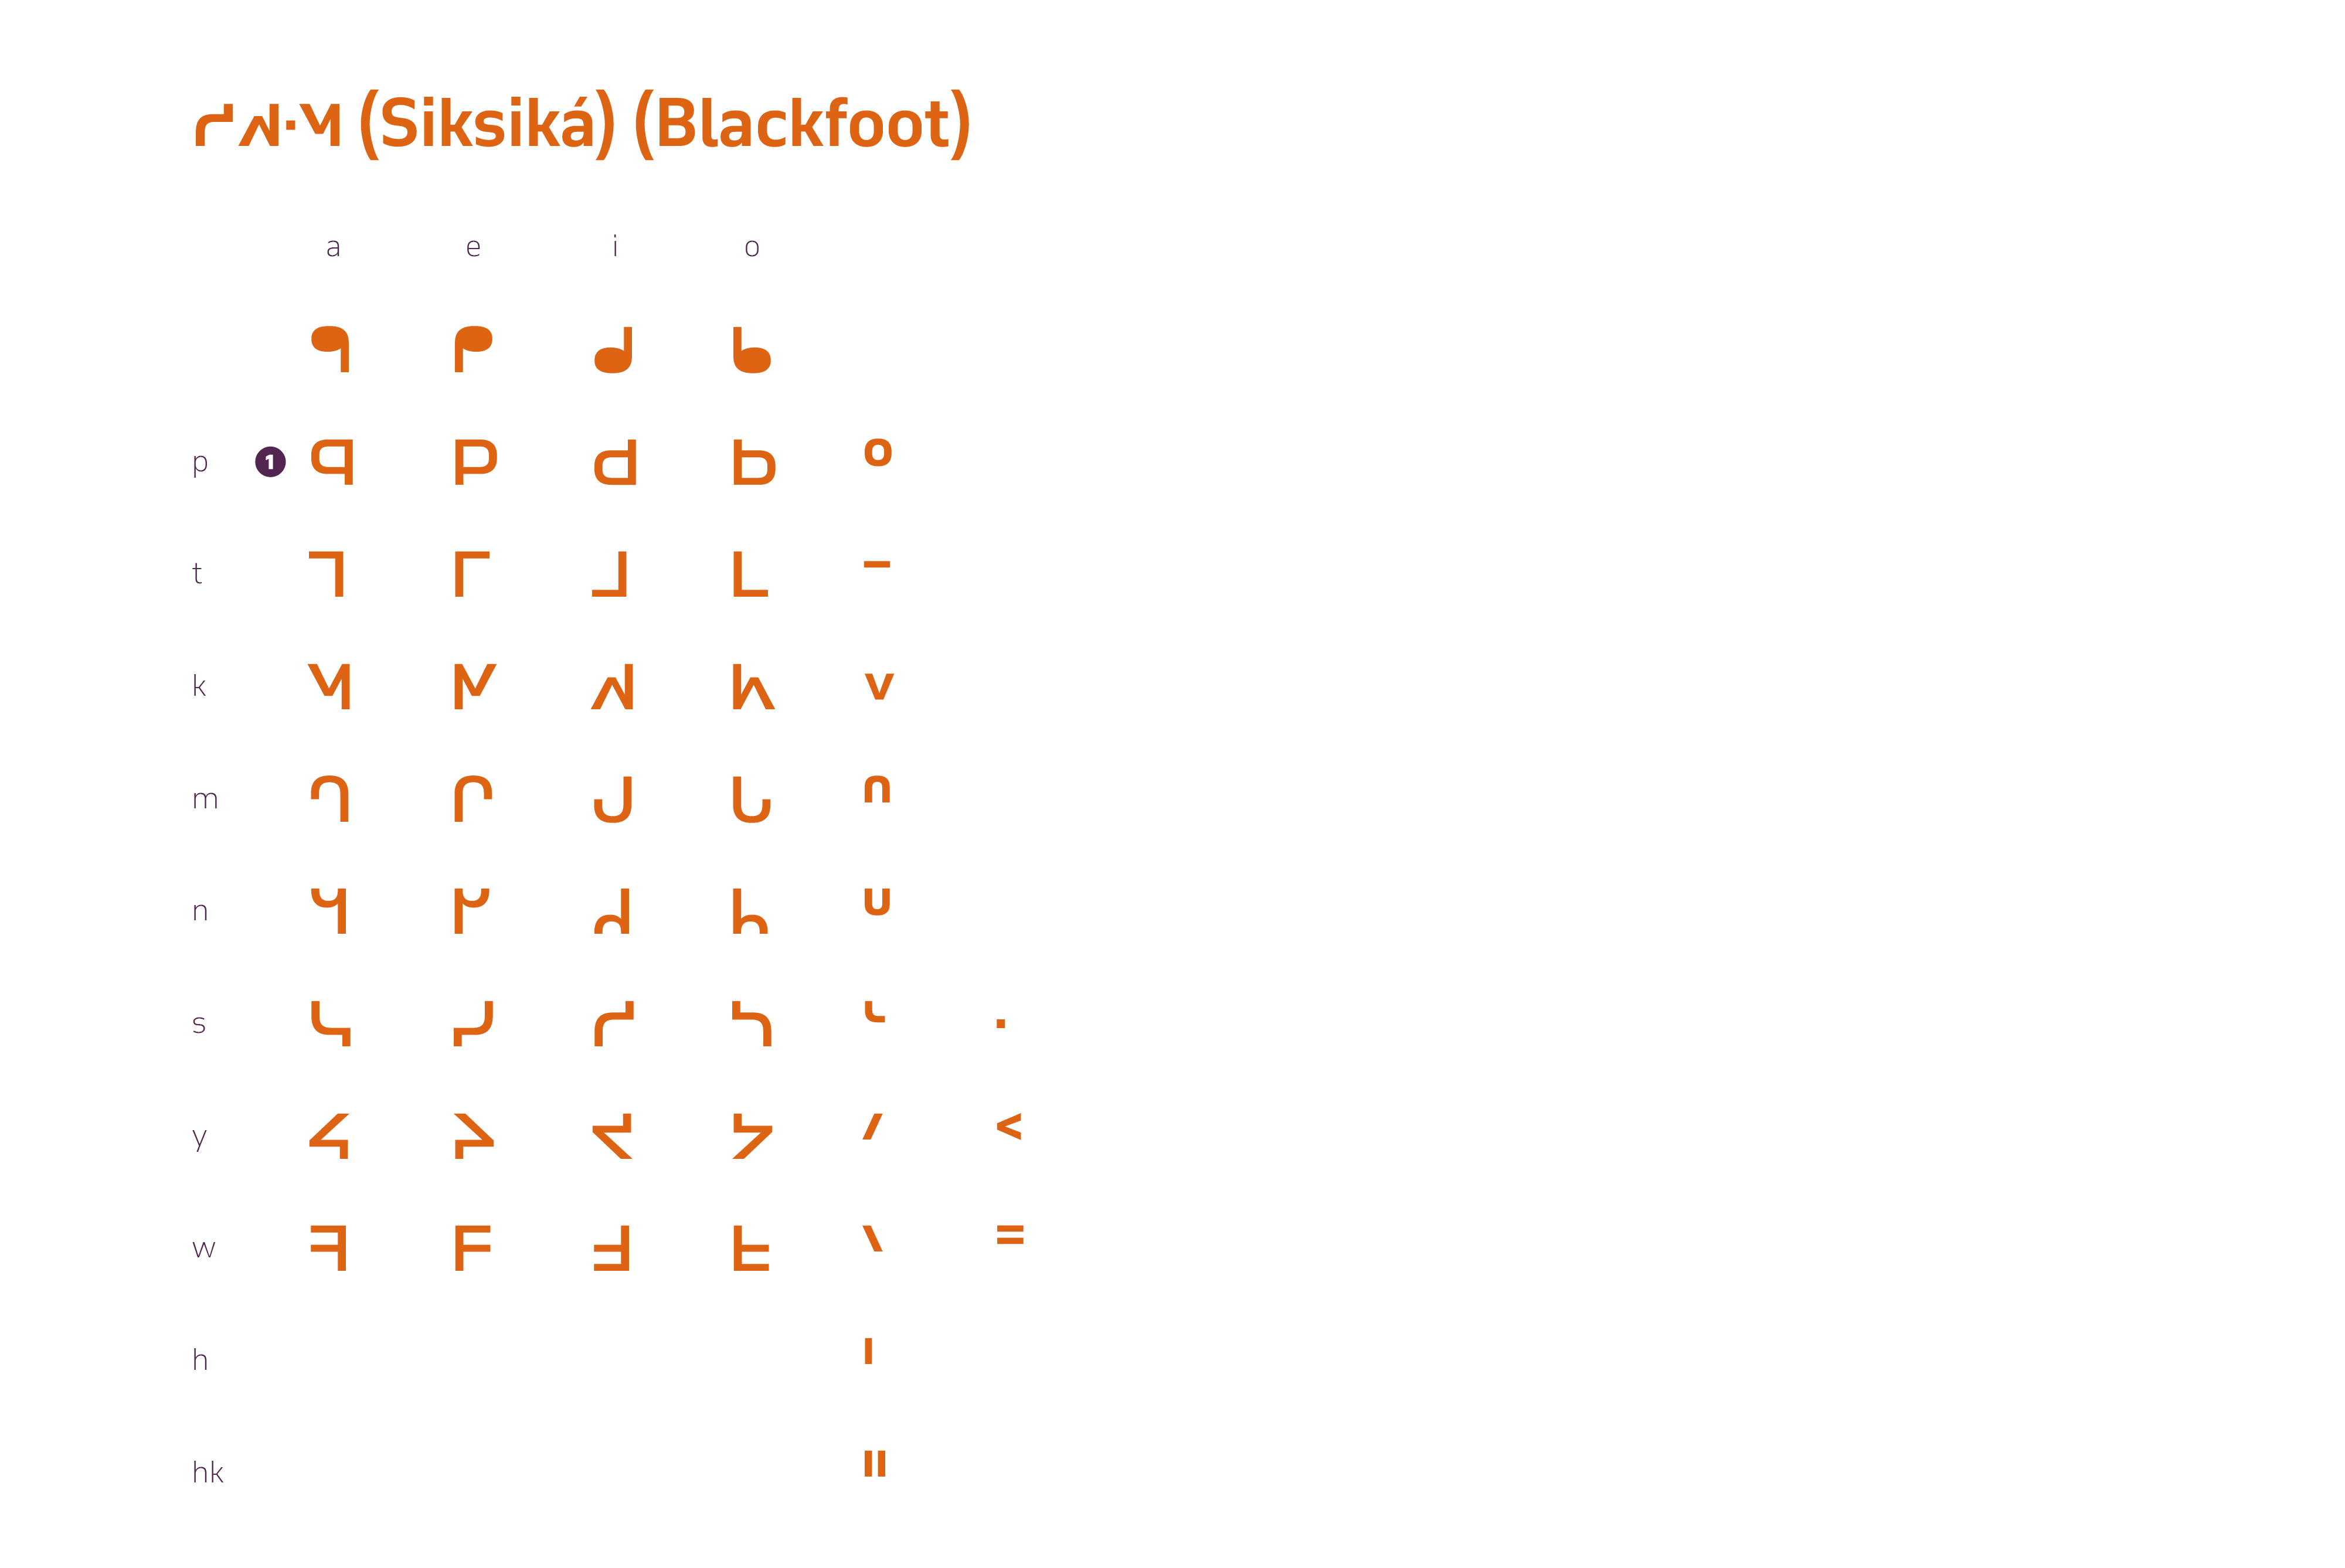 ᓱᖽᐧᖿ (Siksiká) (Blackfoot)
a e i o
ᖳ ᖰ ᖱ ᖲ
p 1 ᑫ ᑭ ᑯ ᑲ ᐤ
t ᒣ ᒥ ᒧ ᒪ ᐨ
k ᖿ ᖼ ᖽ ᖾ ᘁ
m ᒉ ᒋ ᒍ ᒐ ᐢ
n ᖻ ᖸ ᖹ ᖺ ᐡ
s ᓭ ᓯ ᓱ ᓴ ᒻ ᐧ
y ᔦ ᔨ ᔪ ᔭ ᐟ ᑉ
w ᖷ ᖴ ᖵ ᖶ ᐠ =
h ᑊ
hk ᐦ